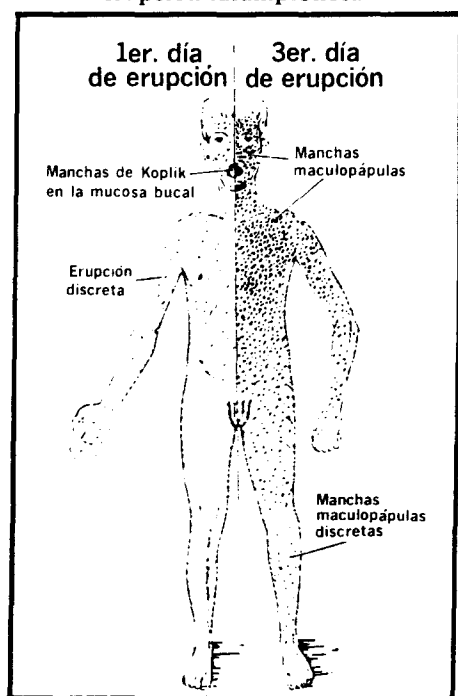 1er. día
de erupción
3er. día
de erupción
Manchas de Koplik
en la mucosa bucal
Manchas
maculopápulas
Erupción
discreta
Manchas
maculopápulas
discretas